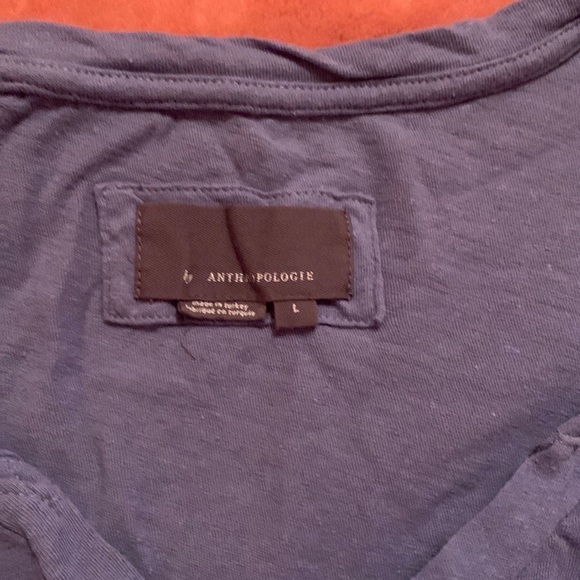 by ANTHROPOLOGIE
made in turkey
fabriqué en turquie
L